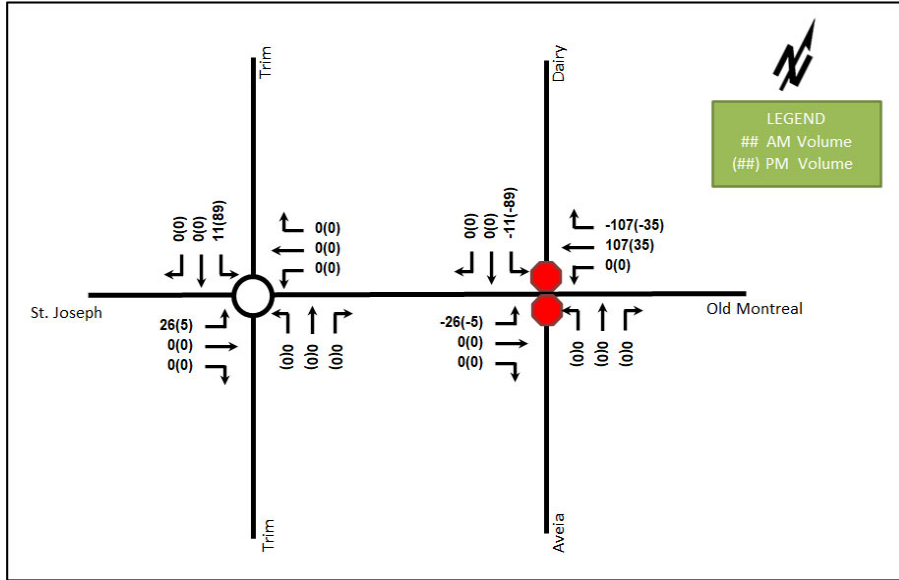 Trim
Dairy
N
LEGEND
## AM Volume
(##) PM Volume
0(0)
0(0)
11(89)
0(0)
0(0)
0(0)
0(0)
0(0)
-11(-89)
-107(-35)
107(35)
0(0)
St. Joseph
Old Montreal
26(5)
0(0)
0(0)
0(0)
0(0)
0(0)
-26(-5)
0(0)
0(0)
0(0)
0(0)
0(0)
Trim
Aveia